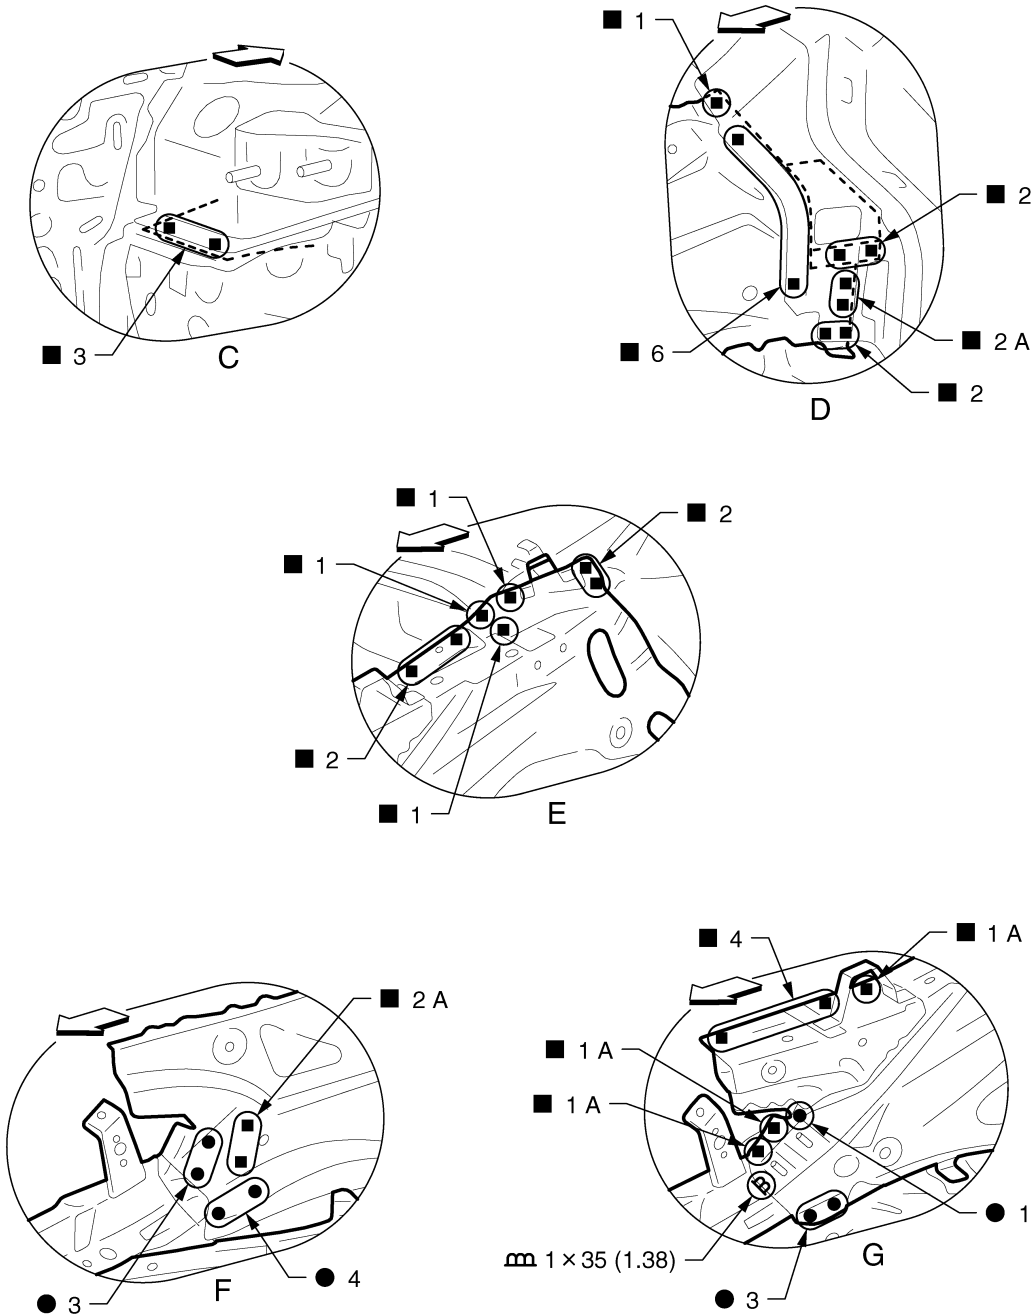 ■ 1
■ 2
■ 3
C
■ 6
■ 2 A
■ 2
D
■ 1
■ 2
■ 1
■ 2
■ 1
E
■ 4
■ 1 A
■ 2 A
■ 1 A
■ 1 A
● 1
1 × 35 (1.38)
G
● 4
F
● 3
● 3